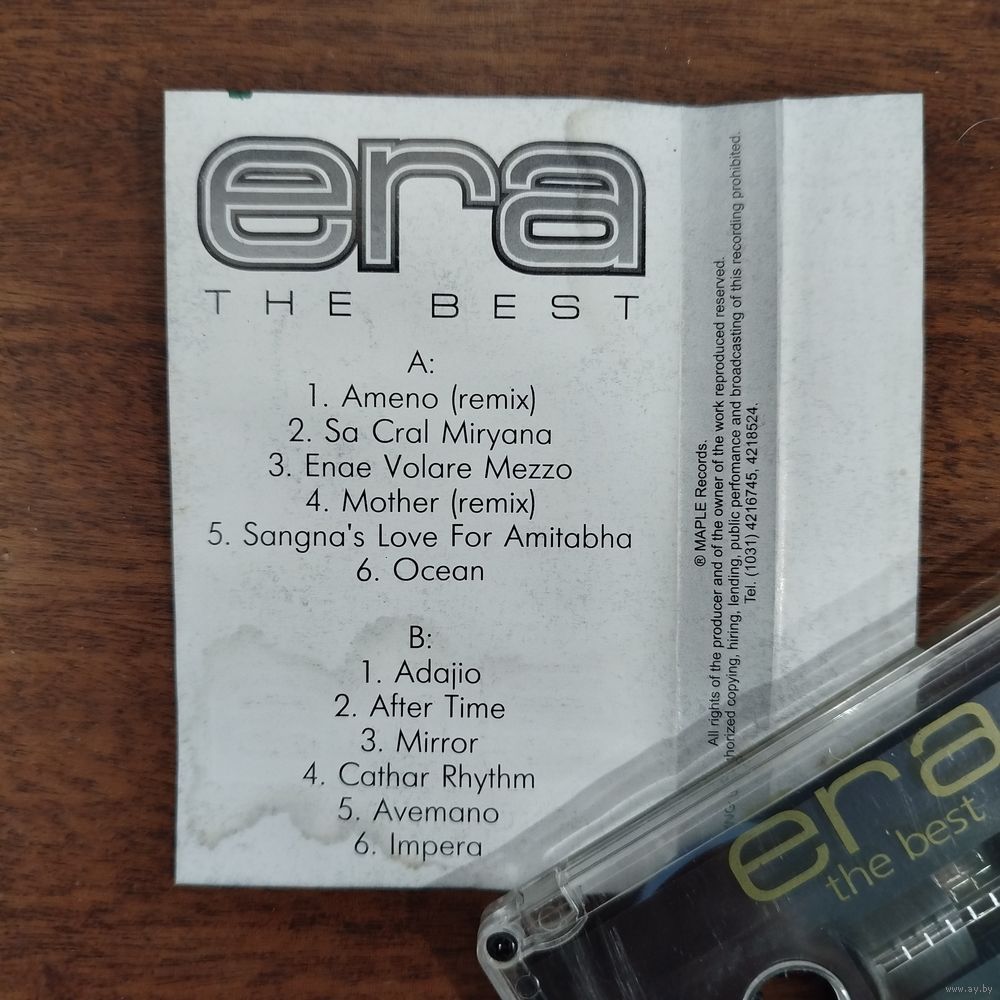 era
THE BEST
A:
1. Ameno (remix)
2. Sa Cral Miryana
3. Enae Volare Mezzo
4. Mother (remix)
5. Sangna's Love For Amitabha
6. Ocean
B:
1. Adajio
2. After Time
3. Mirror
4. Cathar Rhythm
5. Avemano
6. Impera
® MAPLE Records.
All rights of the producer and of the owner of the work reproduced reserved.
horized copying, hiring, lending, public perfomance and broadcasting of this recording prohibited.
Tel. (1031) 4216745, 4218524.
era
the best
www.ay.by